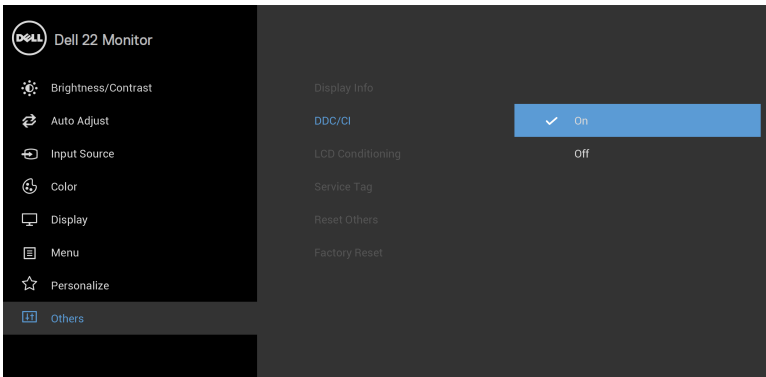 DELL Dell 22 Monitor
Brightness/Contrast
Auto Adjust
Input Source
Color
Display
Menu
Personalize
Others
Display Info
DDC/CI
LCD Conditioning
Service Tag
Reset Others
Factory Reset
On
Off